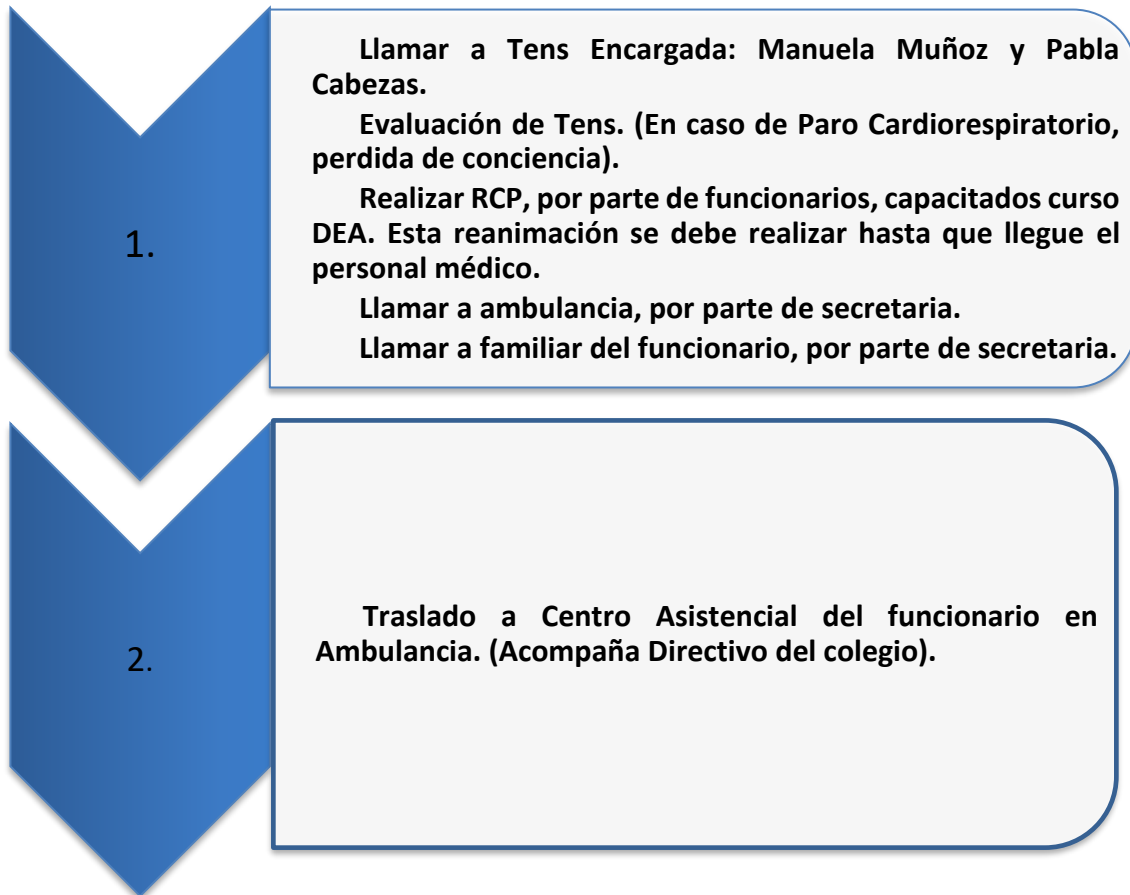 1.
Llamar a Tens Encargada: Manuela Muñoz y Pabla
Cabezas.
Evaluación de Tens. (En caso de Paro Cardiorespiratorio,
perdida de conciencia).
Realizar RCP, por parte de funcionarios, capacitados curso
DEA. Esta reanimación se debe realizar hasta que llegue el
personal médico.
Llamar a ambulancia, por parte de secretaria.
Llamar a familiar del funcionario, por parte de secretaria.
2.
Traslado a Centro Asistencial del funcionario en
Ambulancia. (Acompaña Directivo del colegio).